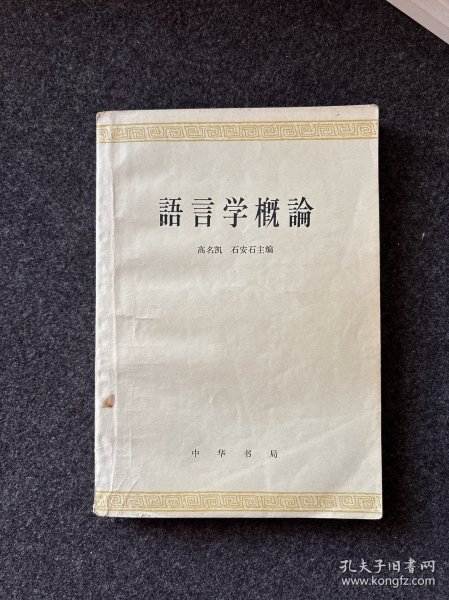 語言学概論
高名凯 石安石主编
中华书局
孔夫子旧书网
www.kongfz.com